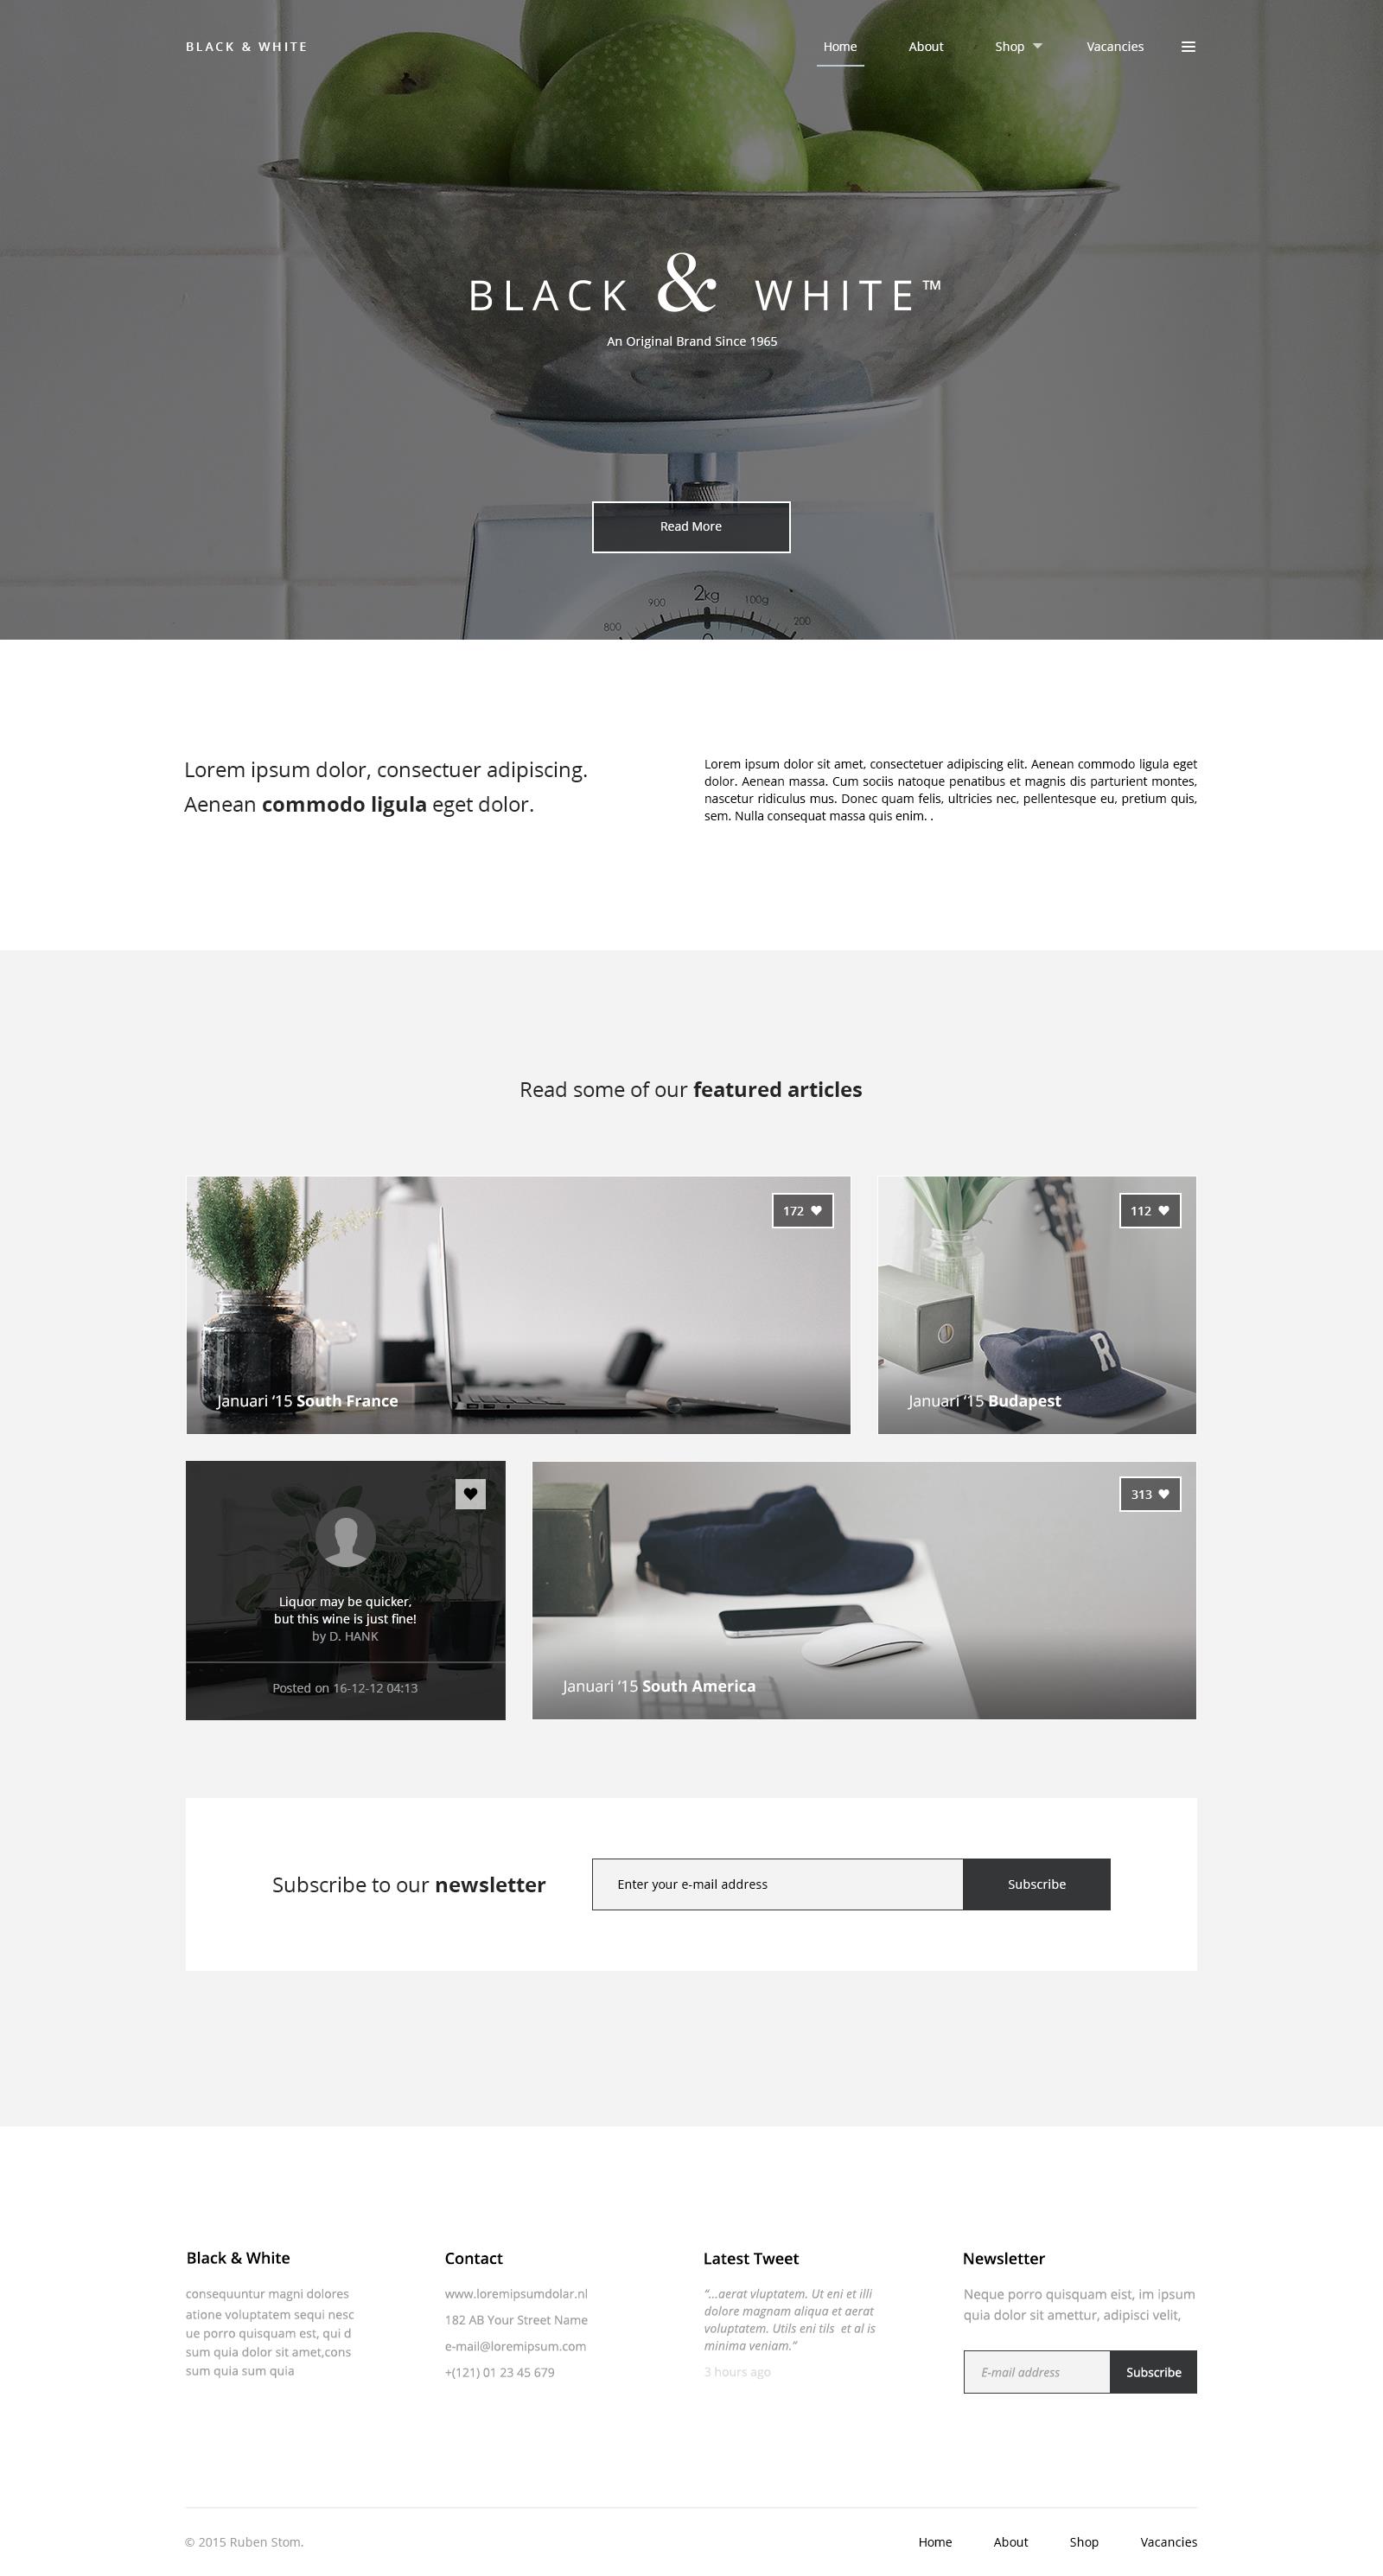 BLACK & WHITE
Home About Shop Vacancies
BLACK & WHITE™
An Original Brand Since 1965
Read More
2kg
900 100g
800 200
0
Lorem ipsum dolor, consectuer adipiscing.
Aenean commodo ligula eget dolor.
Lorem ipsum dolor sit amet, consectetuer adipiscing elit. Aenean commodo ligula eget
dolor. Aenean massa. Cum sociis natoque penatibus et magnis dis parturient montes,
nascetur ridiculus mus. Donec quam felis, ultricies nec, pellentesque eu, pretium quis,
sem. Nulla consequat massa quis enim. .
Read some of our featured articles
172
Januari ‘15 South France
112
R
Januari ‘15 Budapest
Liquor may be quicker,
but this wine is just fine!
by D. HANK
Posted on 16-12-12 04:13
313
Januari ‘15 South America
Subscribe to our newsletter
Enter your e-mail address
Subscribe
Black & White
consequuntur magni dolores
atione voluptatem sequi nesc
ue porro quisquam est, qui d
sum quia dolor sit amet,cons
sum quia sum quia
Contact
www.loremipsumdolar.nl
182 AB Your Street Name
e-mail@loremipsum.com
+(121) 01 23 45 679
Latest Tweet
“...aerat vluptatem. Ut eni et illi
dolore magnam aliqua et aerat
voluptatem. Utils eni tils  et al is
minima veniam.“
3 hours ago
Newsletter
Neque porro quisquam eist, im ipsum
quia dolor sit amettur, adipisci velit,
E-mail address
Subscribe
© 2015 Ruben Stom.
Home About Shop Vacancies